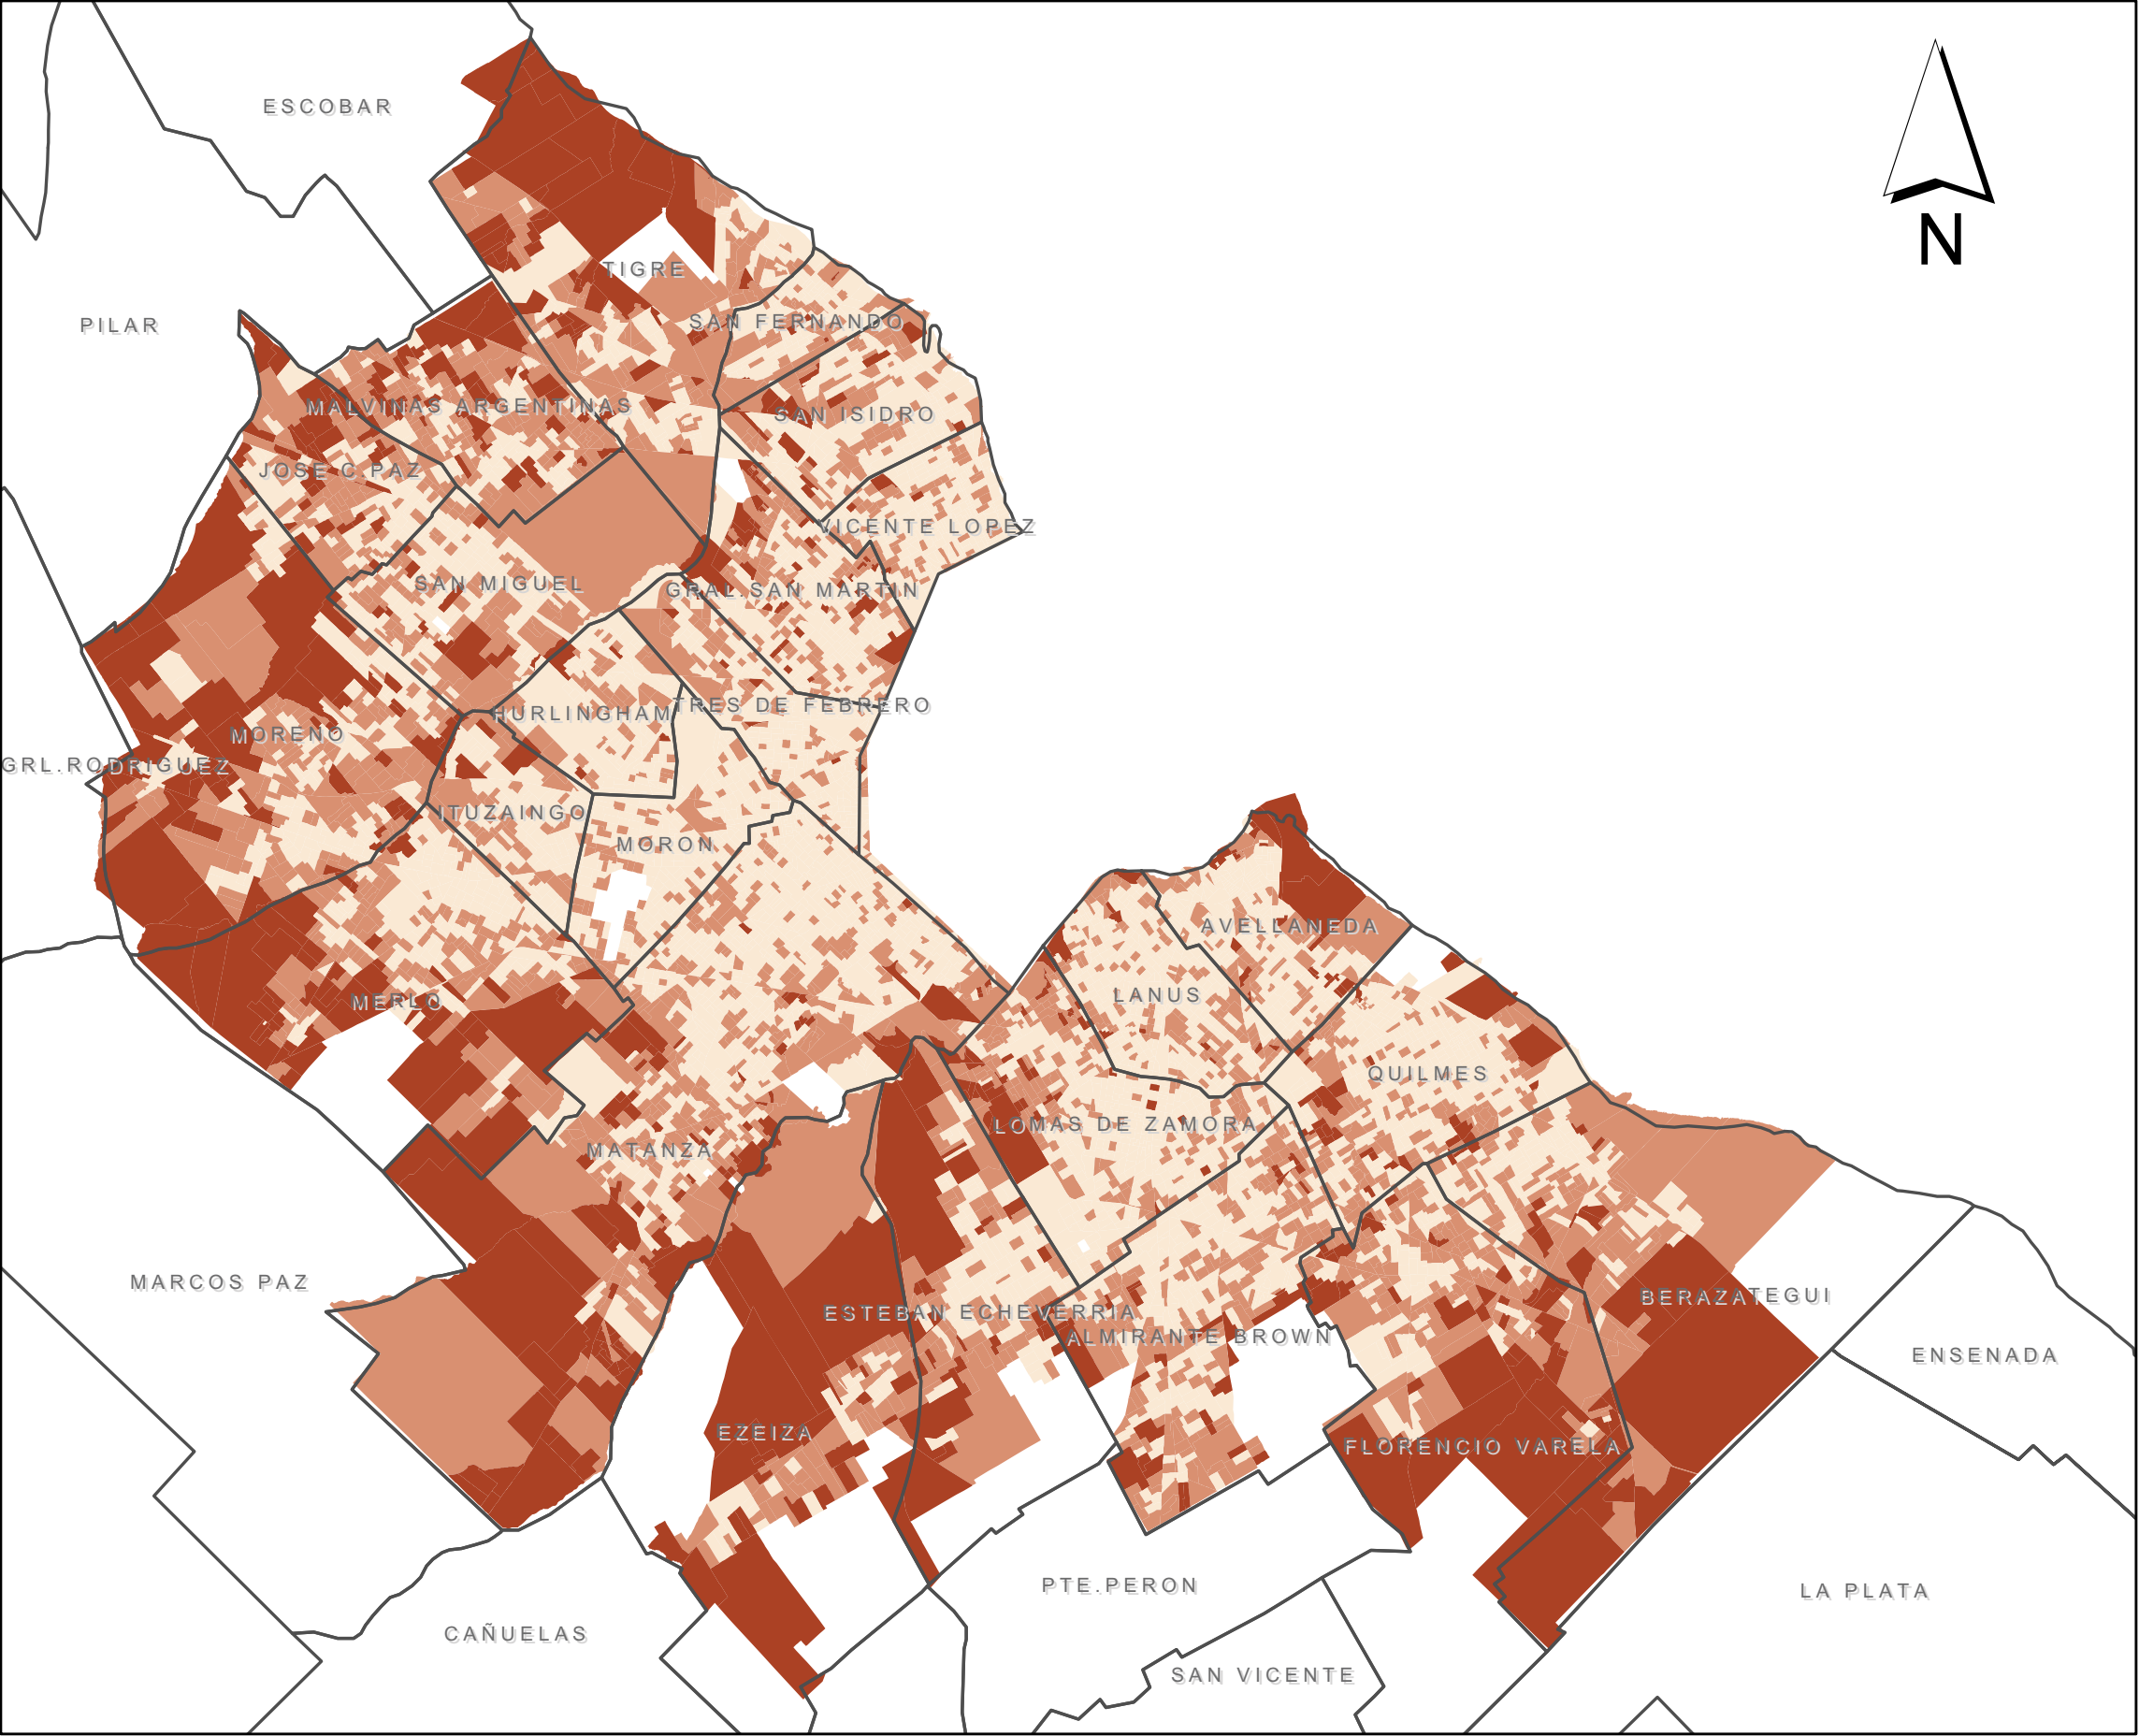 ESCOBAR
N
TIGRE
PILAR
SAN FERNANDO
MALVINAS ARGENTINAS
SAN ISIDRO
JOSE C.PAZ
VICENTE LOPEZ
SAN MIGUEL
GRAL SAN MARTIN
TRES DE FEBRERO
HURLINGHAM
MORENO
GRL.RODRIGUEZ
ITUZAINGO
MORON
AVELLANEDA
LANUS
MERLO
QUILMES
LOMAS DE ZAMORA
MATANZA
MARCOS PAZ
BERAZATEGUI
ESTEBAN ECHEVERRIA
ALMIRANTE BROWN
ENSENADA
EZEIZA
FLORENCIO VARELA
PTE.PERON
LA PLATA
CAÑUELAS
SAN VICENTE